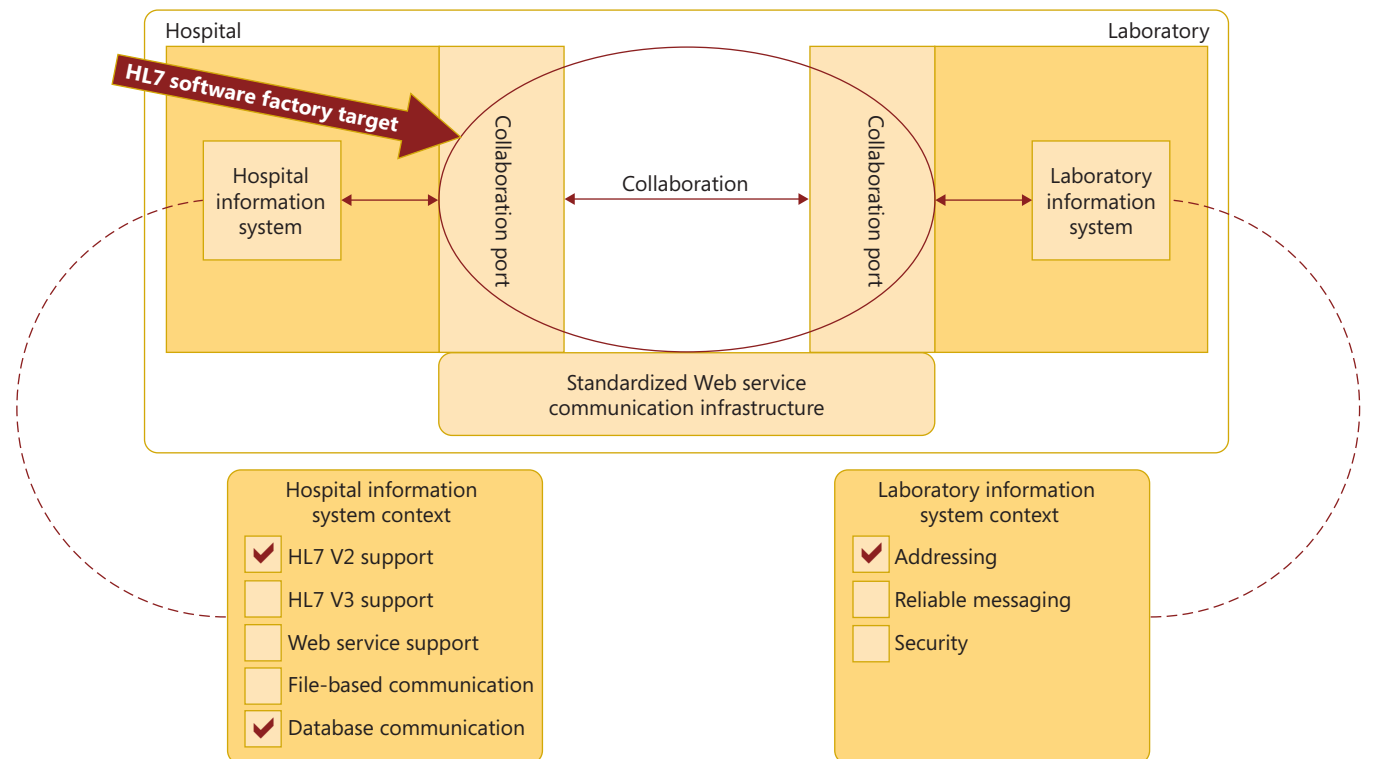 Hospital
Laboratory
HL7 software factory target
Hospital
information
system
Collaboration port
Collaboration
Collaboration port
Laboratory
information
system
Standardized Web service
communication infrastructure
Hospital information
system context
HL7 V2 support
HL7 V3 support
Web service support
File-based communication
Database communication
Laboratory information
system context
Addressing
Reliable messaging
Security